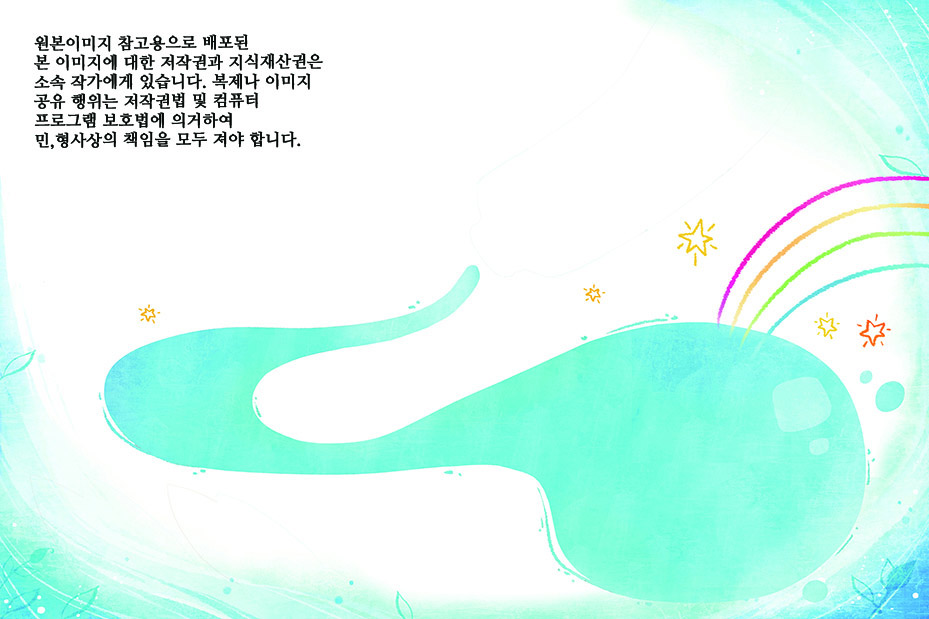 원본이미지 참고용으로 배포된
본 이미지에 대한 저작권과 지식재산권은
소속 작가에게 있습니다. 복제나 이미지
공유 행위는 저작권법 및 컴퓨터
프로그램 보호법에 의거하여
민,형사상의 책임을 모두 져야 합니다.